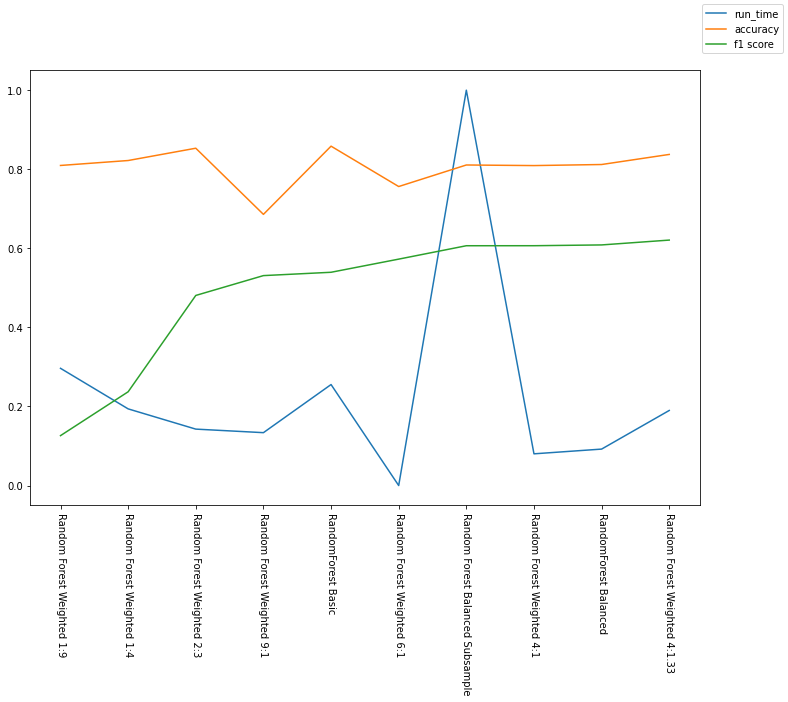 run_time
accuracy
f1 score
1.0
0.8
0.6
0.4
0.2
0.0
Random Forest Weighted 1:9
Random Forest Weighted 1:4
Random Forest Weighted 2:3
Random Forest Weighted 9:1
RandomForest Basic
Random Forest Weighted 6:1
Random Forest Balanced Subsample
Random Forest Weighted 4:1
RandomForest Balanced
Random Forest Weighted 4:1.33